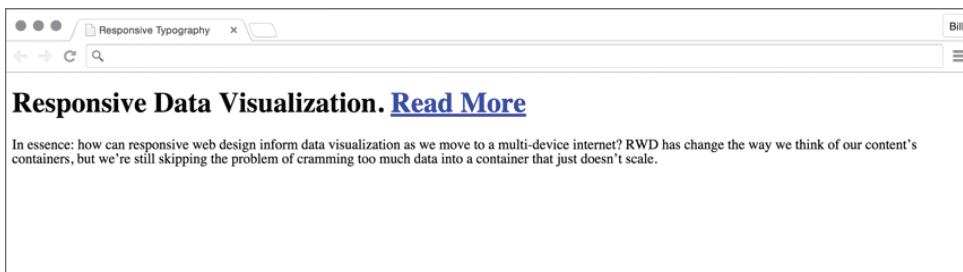 Responsive Typography
Bill
Responsive Data Visualization. Read More
In essence: how can responsive web design inform data visualization as we move to a multi-device internet? RWD has change the way we think of our content’s
containers, but we’re still skipping the problem of cramming too much data into a container that just doesn’t scale.